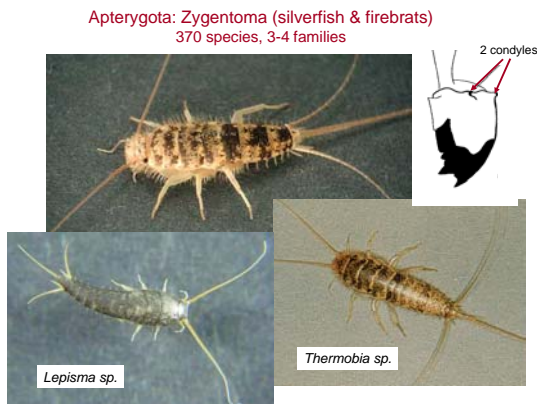 Apterygota: Zygentoma (silverfish & firebrats)
370 species, 3-4 families
2 condyles
Lepisma sp.
Thermobia sp.